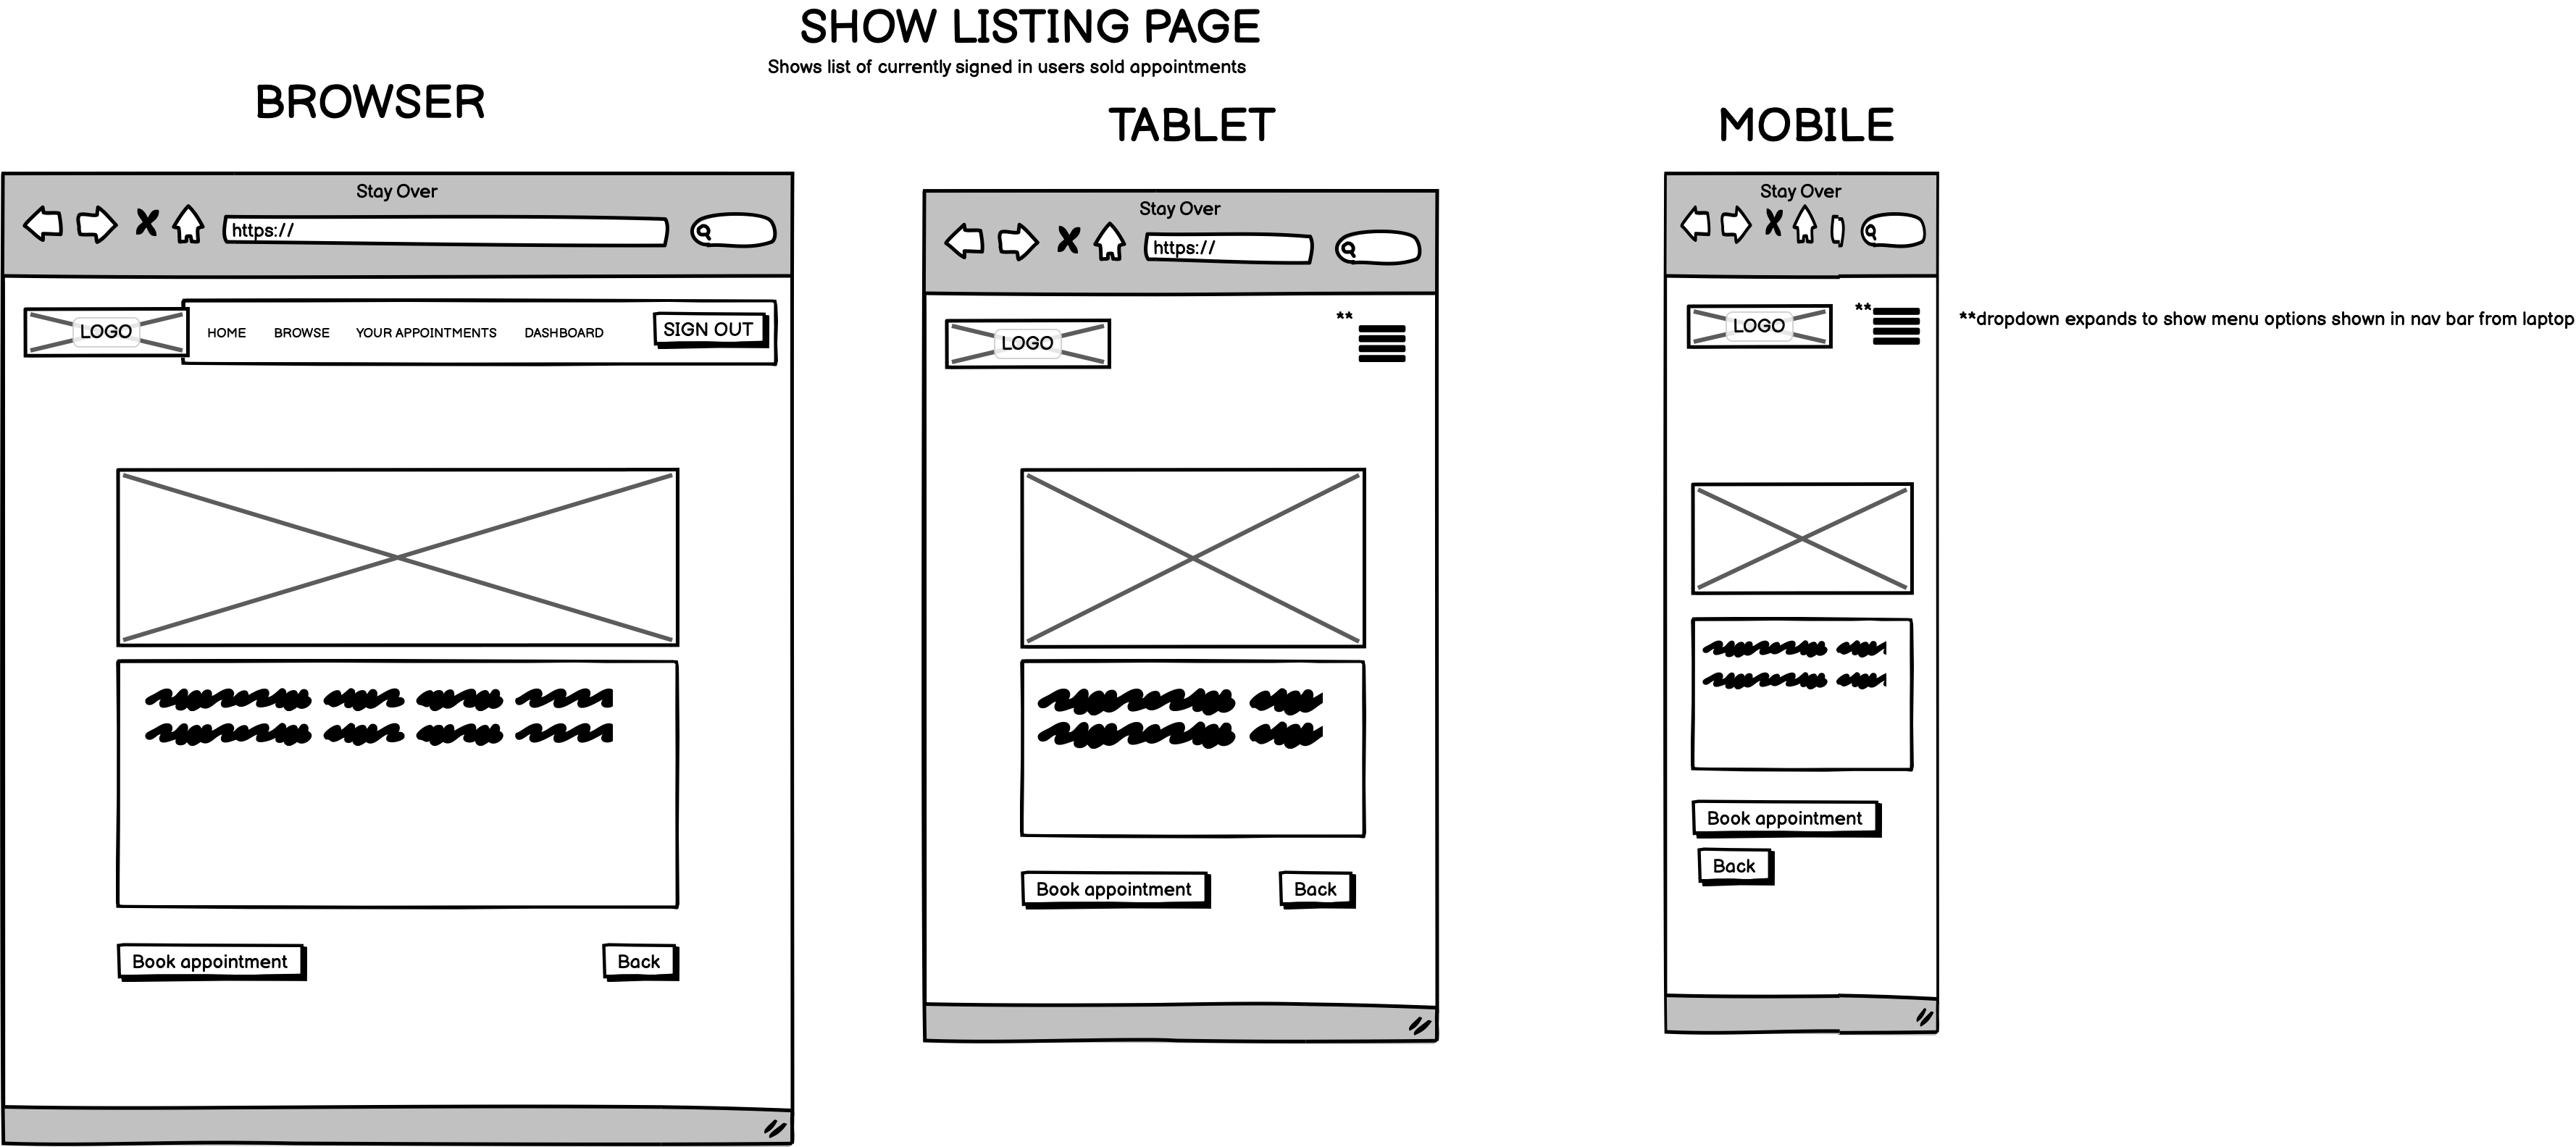 SHOW LISTING PAGE
Shows list of currently signed in users sold appointments
BROWSER
TABLET
MOBILE
Stay Over
https://
LOGO
HOME BROWSE YOUR APPOINTMENTS DASHBOARD SIGN OUT
Book appointment Back
Stay Over
https://
LOGO **
Book appointment Back
Stay Over
LOGO **
**dropdown expands to show menu options shown in nav bar from laptop
Book appointment
Back